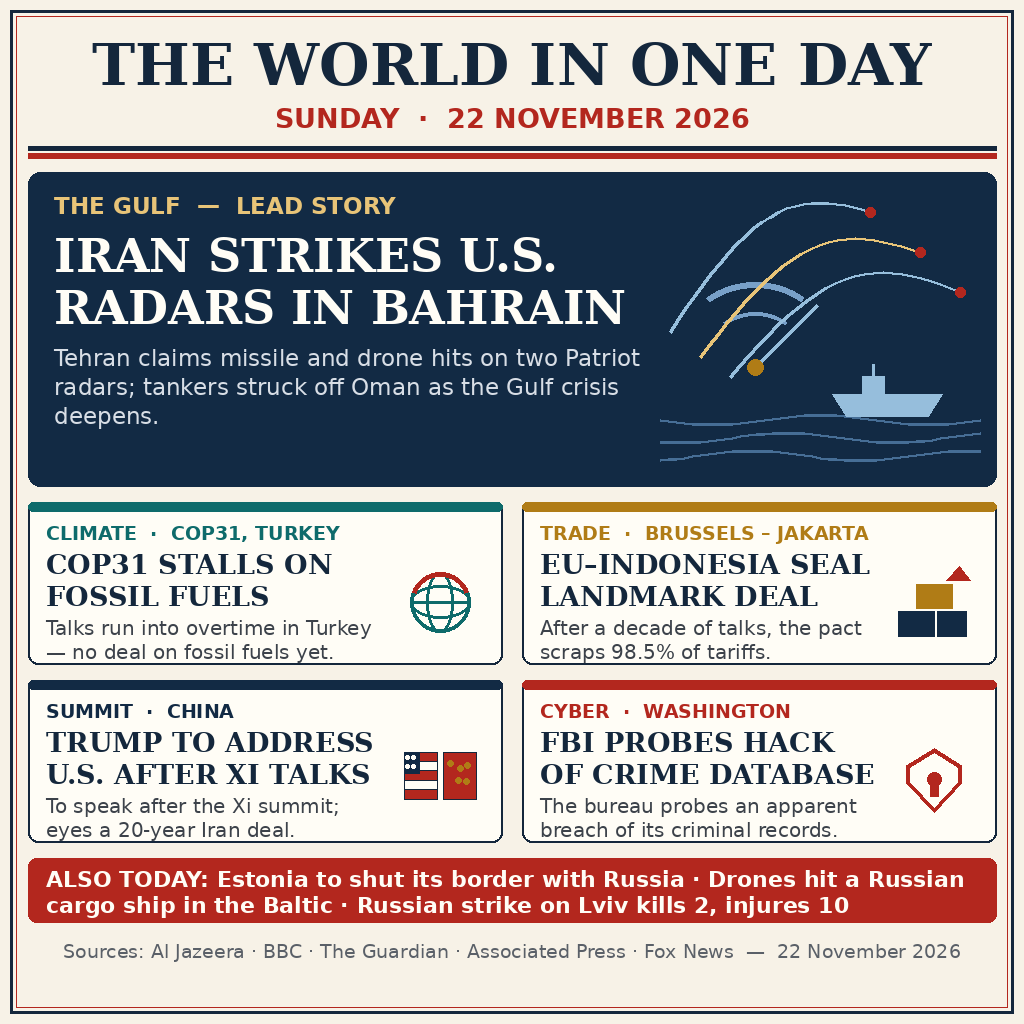 THE WORLD IN ONE DAY
SUNDAY · 22 NOVEMBER 2026
THE GULF — LEAD STORY
IRAN STRIKES U.S.
RADARS IN BAHRAIN
Tehran claims missile and drone hits on two Patriot
radars; tankers struck off Oman as the Gulf crisis
deepens.
CLIMATE · COP31, TURKEY
COP31 STALLS ON
FOSSIL FUELS
Talks run into overtime in Turkey
— no deal on fossil fuels yet.
TRADE · BRUSSELS – JAKARTA
EU–INDONESIA SEAL
LANDMARK DEAL
After a decade of talks, the pact
scraps 98.5% of tariffs.
SUMMIT · CHINA
TRUMP TO ADDRESS
U.S. AFTER XI TALKS
To speak after the Xi summit;
eyes a 20-year Iran deal.
CYBER · WASHINGTON
FBI PROBES HACK
OF CRIME DATABASE
The bureau probes an apparent
breach of its criminal records.
ALSO TODAY: Estonia to shut its border with Russia · Drones hit a Russian
cargo ship in the Baltic · Russian strike on Lviv kills 2, injures 10
Sources: Al Jazeera · BBC · The Guardian · Associated Press · Fox News — 22 November 2026